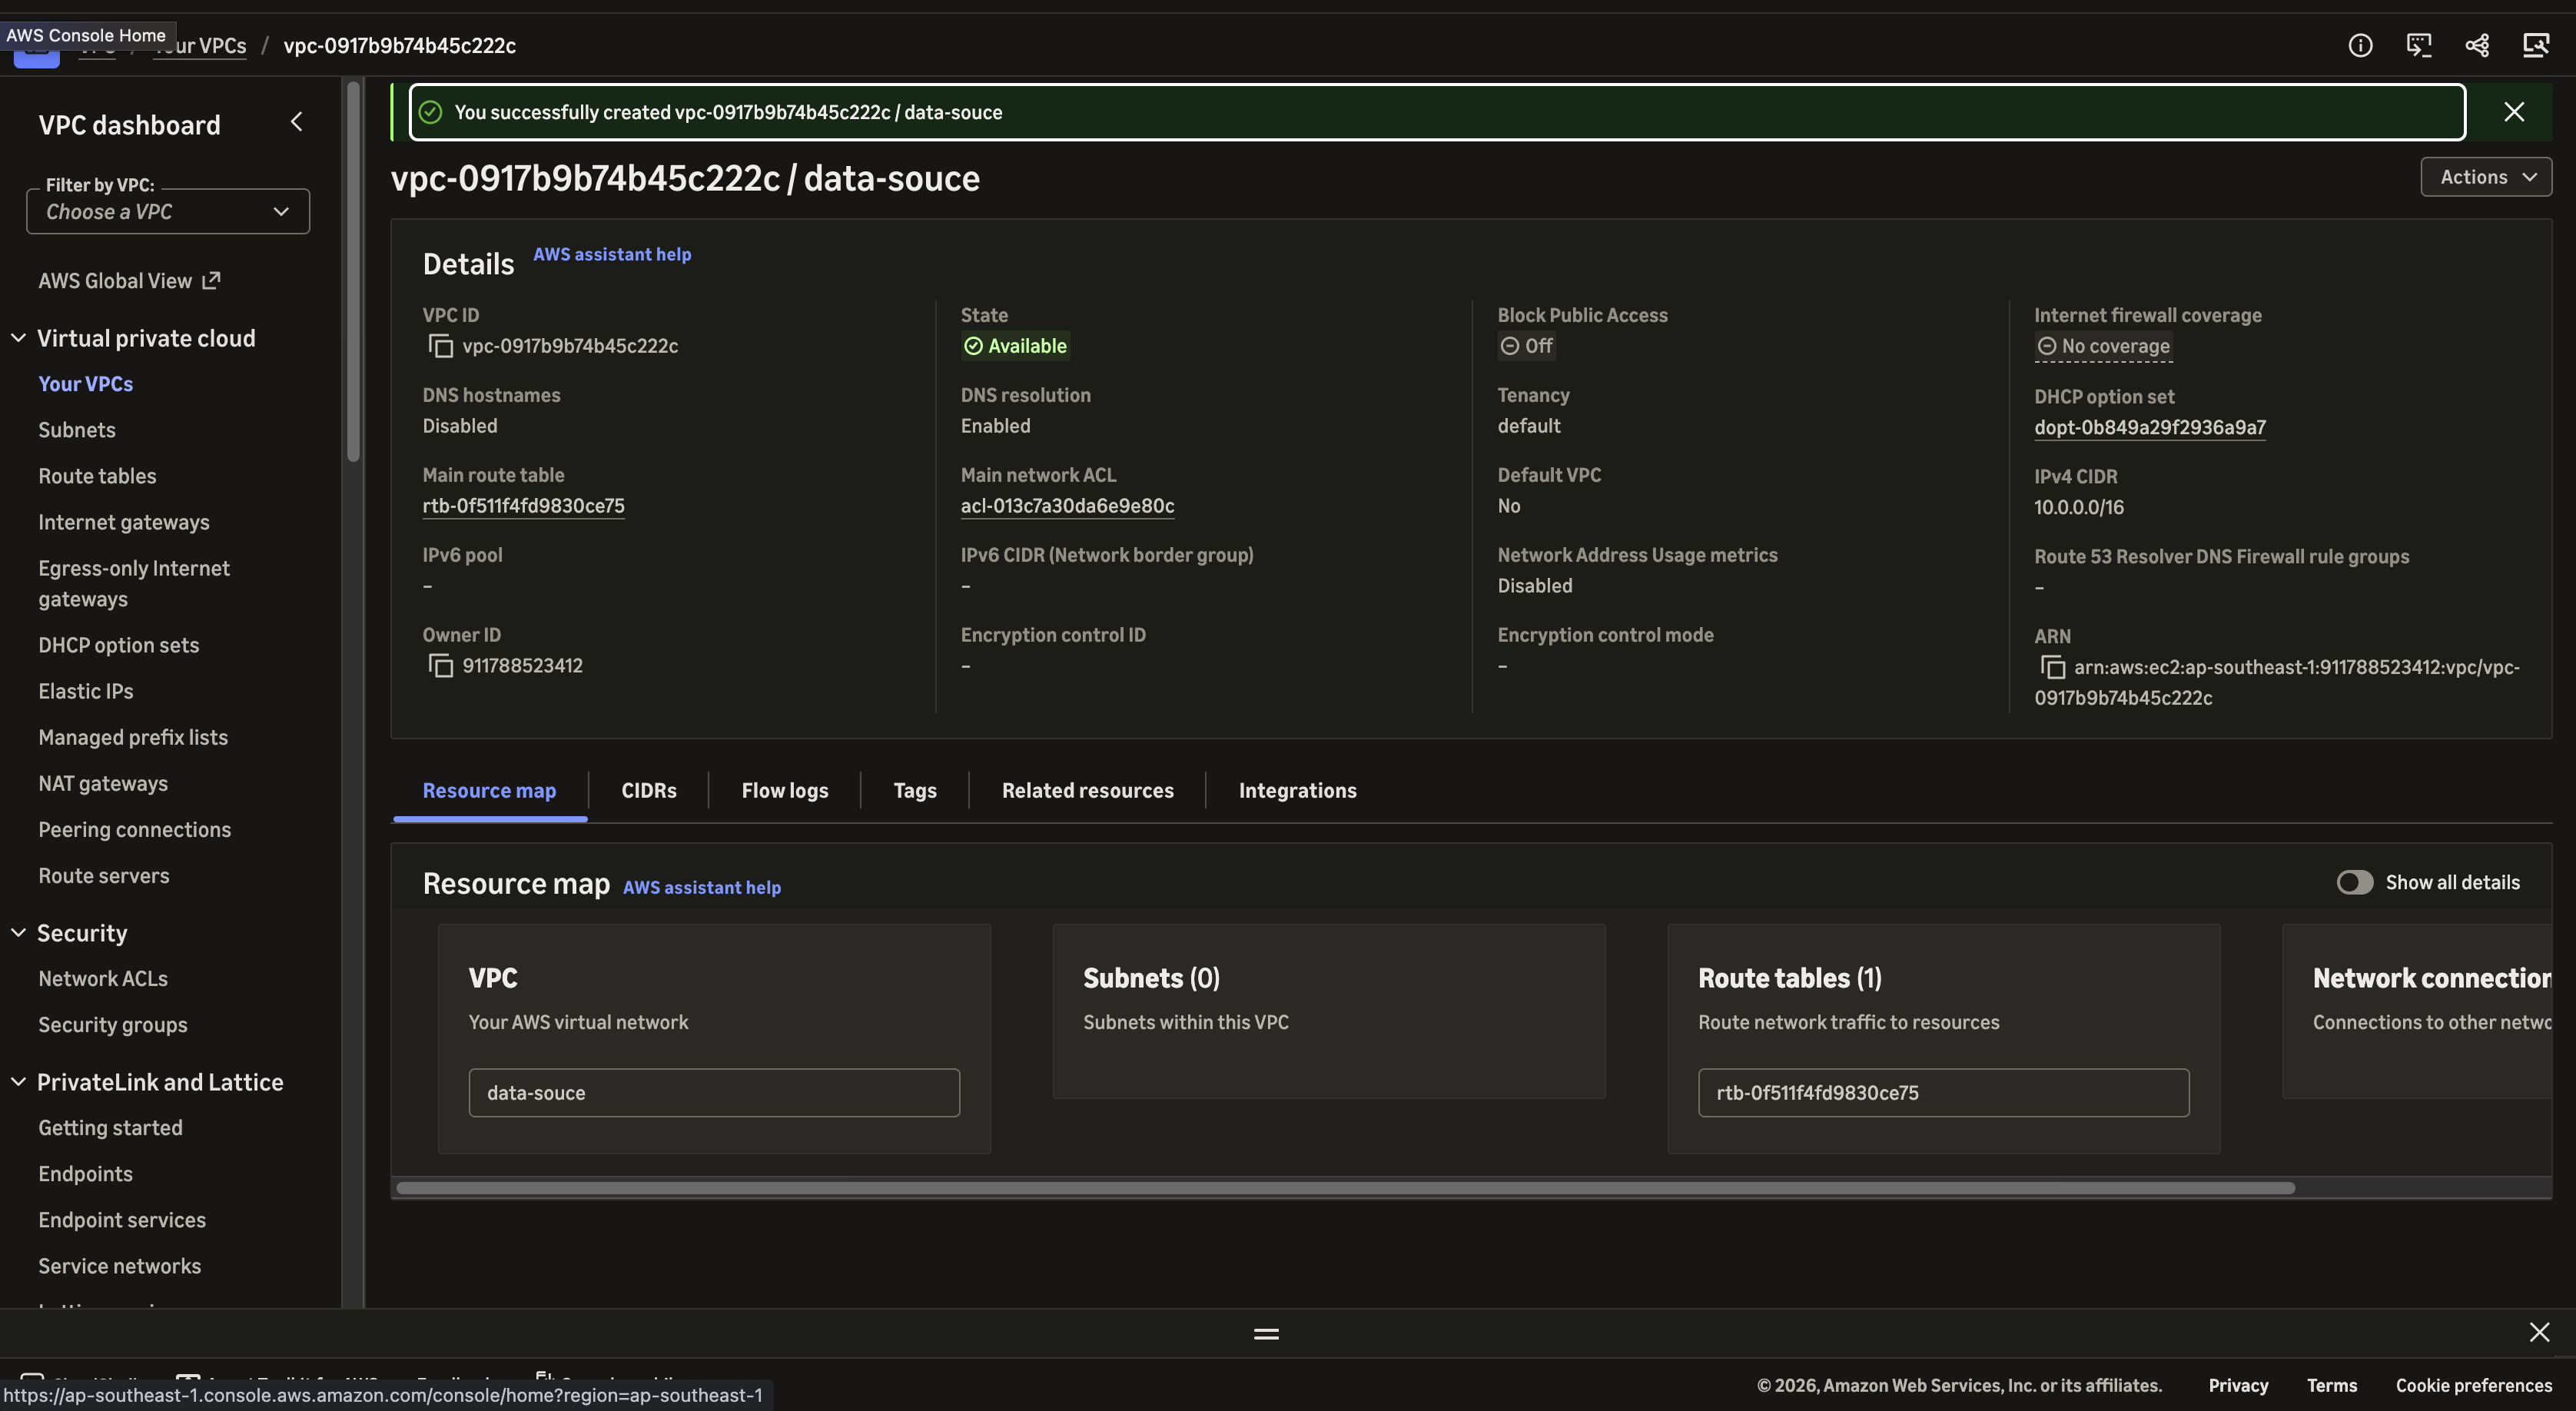 AWS Console Home
Your VPCs / vpc-0917b9b74b45c222c
VPC dashboard
Filter by VPC:
Choose a VPC
AWS Global View
Virtual private cloud
Your VPCs
Subnets
Route tables
Internet gateways
Egress-only Internet
gateways
DHCP option sets
Elastic IPs
Managed prefix lists
NAT gateways
Peering connections
Route servers
Security
Network ACLs
Security groups
PrivateLink and Lattice
Getting started
Endpoints
Endpoint services
Service networks
You successfully created vpc-0917b9b74b45c222c / data-souce
vpc-0917b9b74b45c222c / data-souce
Actions
Details AWS assistant help
VPC ID
vpc-0917b9b74b45c222c
DNS hostnames
Disabled
Main route table
rtb-0f511f4fd9830ce75
IPv6 pool
–
Owner ID
911788523412
State
Available
DNS resolution
Enabled
Main network ACL
acl-013c7a30da6e9e80c
IPv6 CIDR (Network border group)
–
Encryption control ID
–
Block Public Access
Off
Tenancy
default
Default VPC
No
Network Address Usage metrics
Disabled
Encryption control mode
–
Internet firewall coverage
No coverage
DHCP option set
dopt-0b849a29f2936a9a7
IPv4 CIDR
10.0.0.0/16
Route 53 Resolver DNS Firewall rule groups
–
ARN
arn:aws:ec2:ap-southeast-1:911788523412:vpc/vpc-
0917b9b74b45c222c
Resource map
CIDRs
Flow logs
Tags
Related resources
Integrations
Resource map AWS assistant help
Show all details
VPC
Your AWS virtual network
data-souce
Subnets (0)
Subnets within this VPC
Route tables (1)
Route network traffic to resources
rtb-0f511f4fd9830ce75
Network connection
Connections to other netwo
https://ap-southeast-1.console.aws.amazon.com/console/home?region=ap-southeast-1
© 2026, Amazon Web Services, Inc. or its affiliates.
Privacy
Terms
Cookie preferences